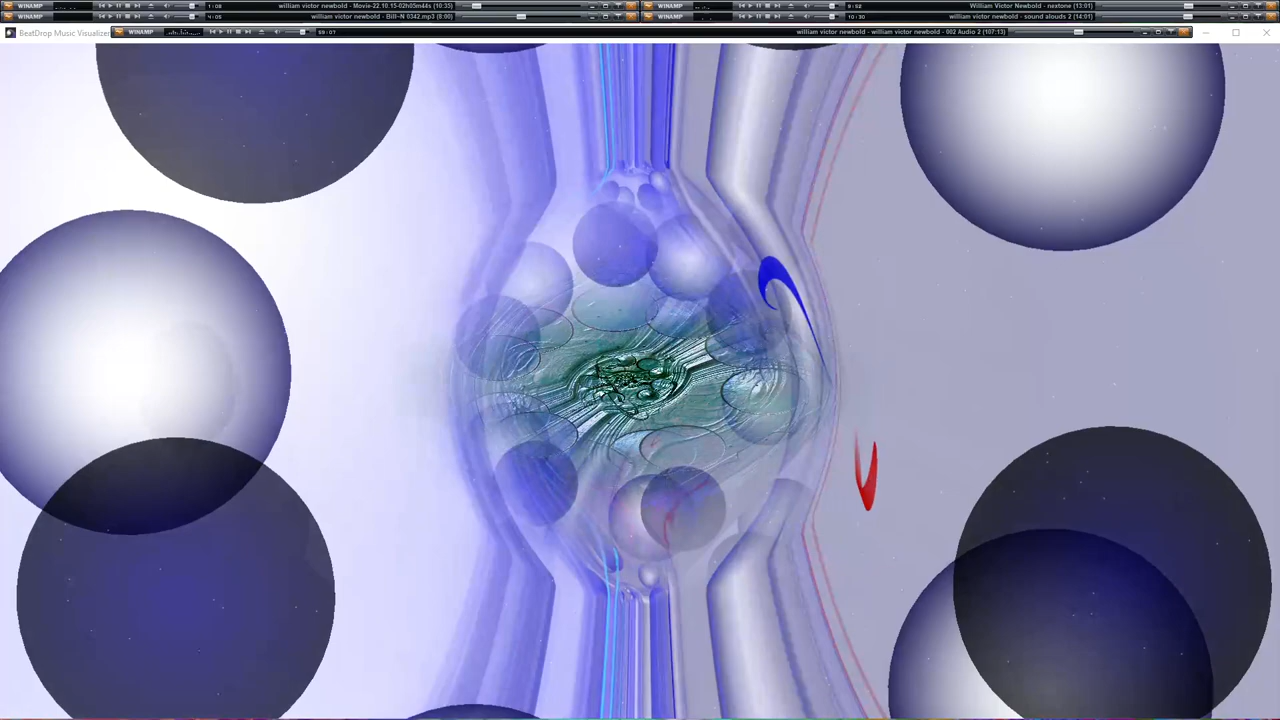 WINAMP 1:08 william victor newbold - Movie-22.10.15-02h05m44s (10:35)
WINAMP 9:52 William Victor Newbold - nextone (13:01)
WINAMP 4:05 william victor newbold - Bill~N 0342.mp3 (8:00)
WINAMP 10:30 william victor newbold - sound alouds 2 (14:01)
BeatDrop Music Visualizer WINAMP 59:07 william victor newbold - william victor newbold - 002 Audio 2 (107:13)